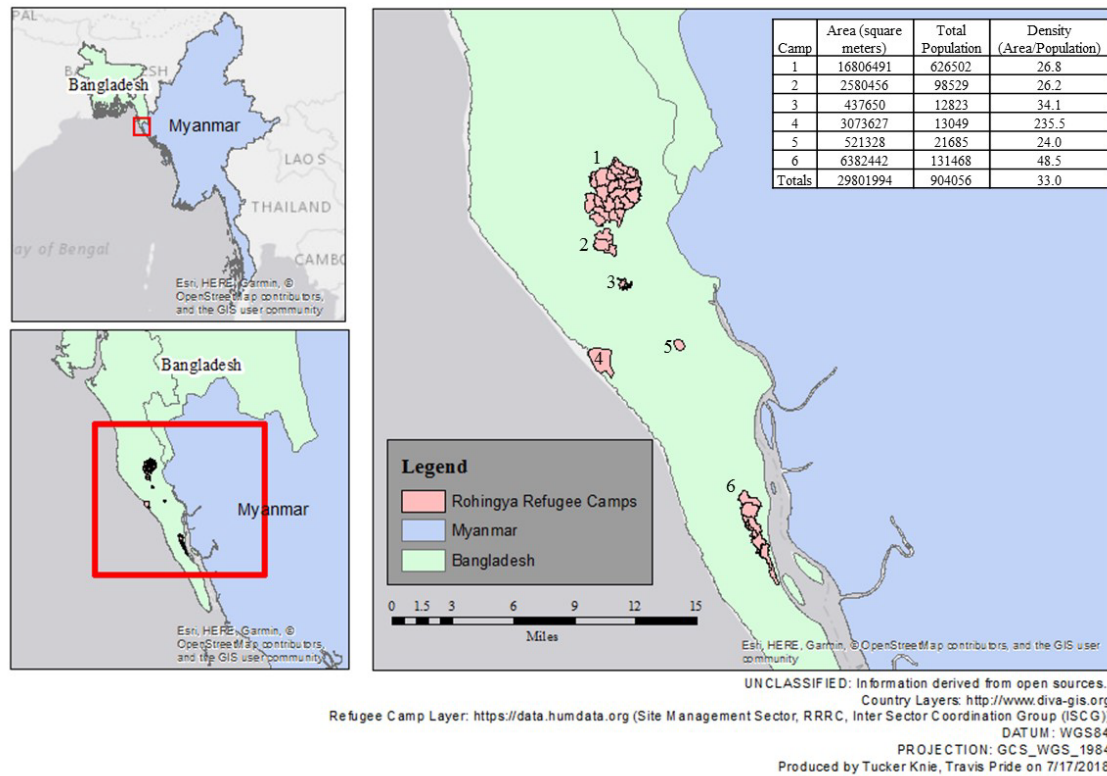 PAL
BA
ESH
Bangladesh
Myanmar
LAOS
THAILAND
CAMBO
ay of Bengal
Esri, HERE, Garmin, ©
OpenStreetMap contributors,
and the GIS user community
Bangladesh
Myanmar
Esri, HERE, Garmin, ©
OpenStreetMap contributors,
and the GIS user community
Camp Area (square meters) Total Population Density (Area/Population)
1 16806491 626502 26.8
2 2580456 98529 26.2
3 437650 12823 34.1
4 3073627 13049 235.5
5 521328 21685 24.0
6 6382442 131468 48.5
Totals 29801994 904056 33.0
1
2
3
4
5
6
Legend
Rohingya Refugee Camps
Myanmar
Bangladesh
0 1.5 3 6 9 12 15
Miles
Esri, HERE, Garmin, © OpenStreetMap contributors, and the GIS user
community
UNCLASSIFIED: Information derived from open sources.
Country Layers: http://www.diva-gis.org
Refugee Camp Layer: https://data.humdata.org (Site Management Sector, RRRC, Inter Sector Coordination Group (ISCG)
DATUM: WGS84
PROJECTION: GCS_WGS_1984
Produced by Tucker Knie, Travis Pride on 7/17/2018